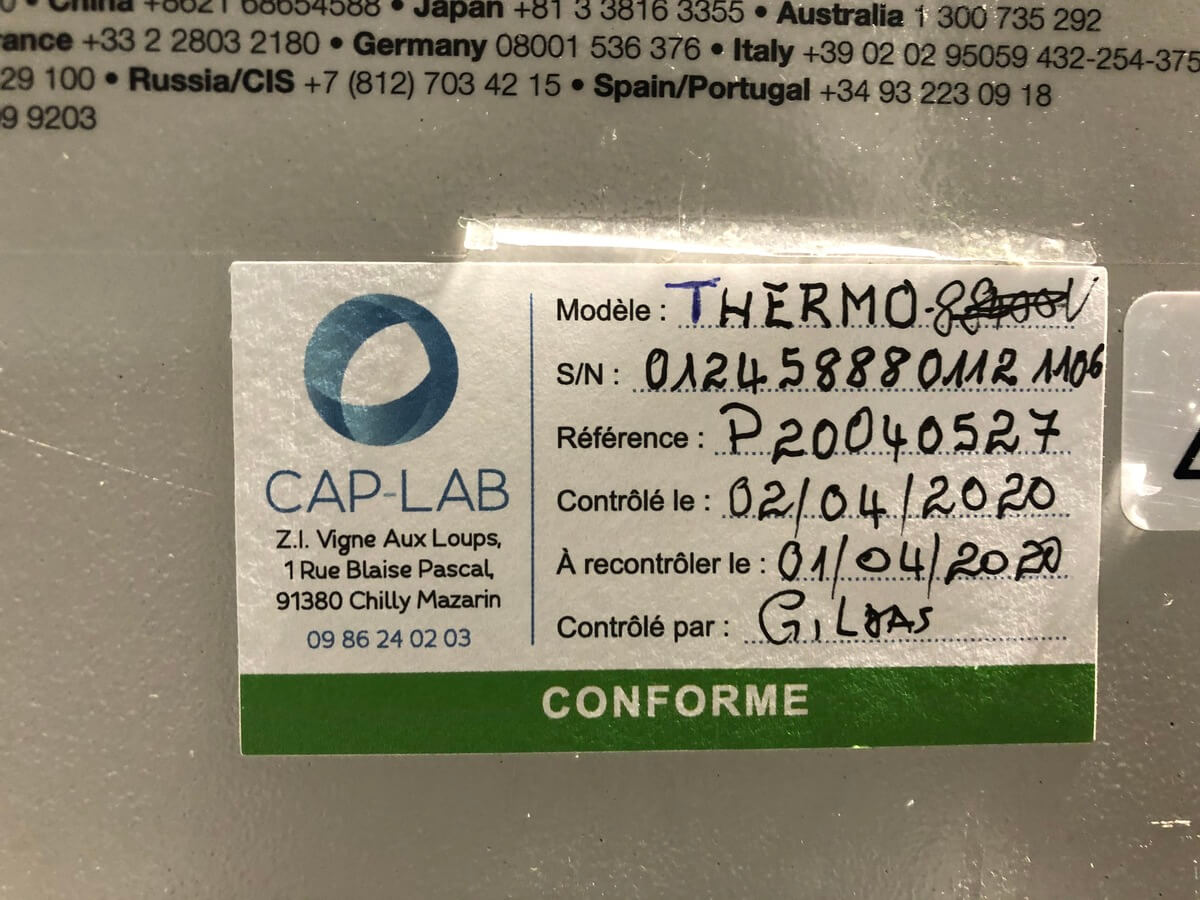 China +8621 68654588 • Japan +81 3 3816 3355 • Australia 1 300 735 292
rance +33 2 2803 2180 • Germany 08001 536 376 • Italy +39 02 02 95059 432-254-375
29 100 • Russia/CIS +7 (812) 703 42 15 • Spain/Portugal +34 93 223 09 18
9 9203
CAP-LAB
Z.I. Vigne Aux Loups,
1 Rue Blaise Pascal,
91380 Chilly Mazarin
09 86 24 02 03
Modèle : THERMO-
S/N : 0124588801121106
Référence : P20040527
Contrôlé le : 02/04/2020
À recontrôler le : 01/04/2020
Contrôlé par : GILDAS
CONFORME